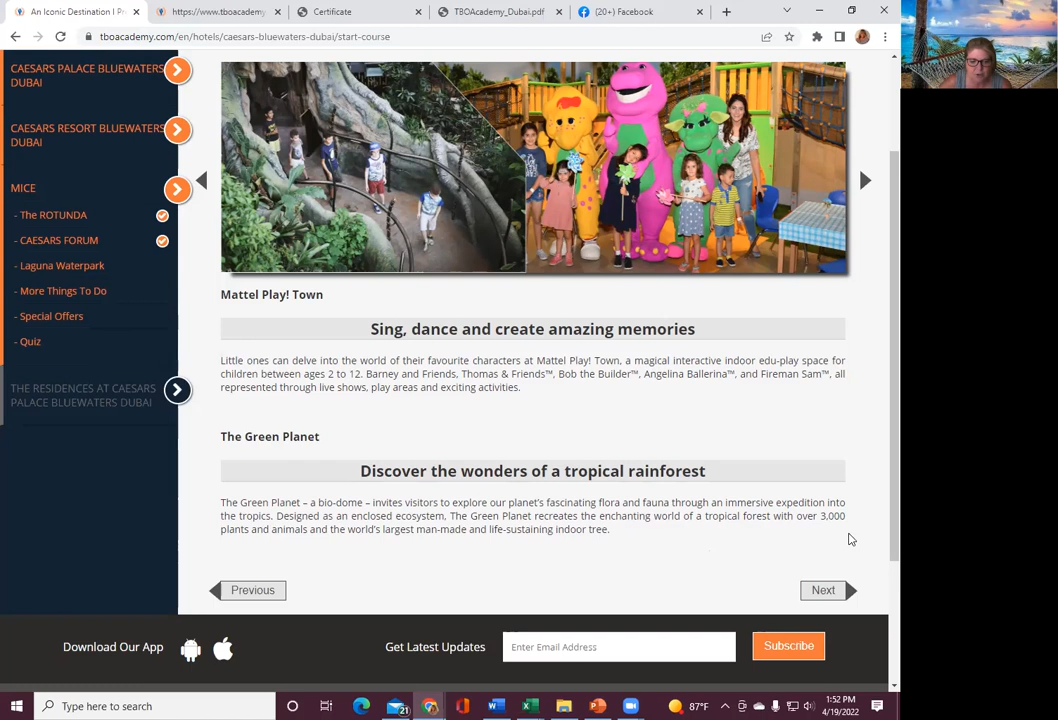 An Iconic Destination | Pr
https://www.tboacademy
Certificate
TBOAcademy_Dubai.pdf
(20+) Facebook
tboacademy.com/en/hotels/caesars-bluewaters-dubai/start-course
CAESARS PALACE BLUEWATERS
DUBAI
CAESARS RESORT BLUEWATERS
DUBAI
MICE
- The ROTUNDA
- CAESARS FORUM
- Laguna Waterpark
- More Things To Do
- Special Offers
- Quiz
THE RESIDENCES AT CAESARS
PALACE BLUEWATERS DUBAI
Mattel Play! Town
Sing, dance and create amazing memories
Little ones can delve into the world of their favourite characters at Mattel Play! Town, a magical interactive indoor edu-play space for
children between ages 2 to 12. Barney and Friends, Thomas & Friends™, Bob the Builder™, Angelina Ballerina™, and Fireman Sam™, all
represented through live shows, play areas and exciting activities.
The Green Planet
Discover the wonders of a tropical rainforest
The Green Planet – a bio-dome – invites visitors to explore our planet's fascinating flora and fauna through an immersive expedition into
the tropics. Designed as an enclosed ecosystem, The Green Planet recreates the enchanting world of a tropical forest with over 3,000
plants and animals and the world's largest man-made and life-sustaining indoor tree.
Previous
Next
Download Our App
Get Latest Updates
Enter Email Address
Subscribe
Type here to search
21
87°F
1:52 PM
4/19/2022